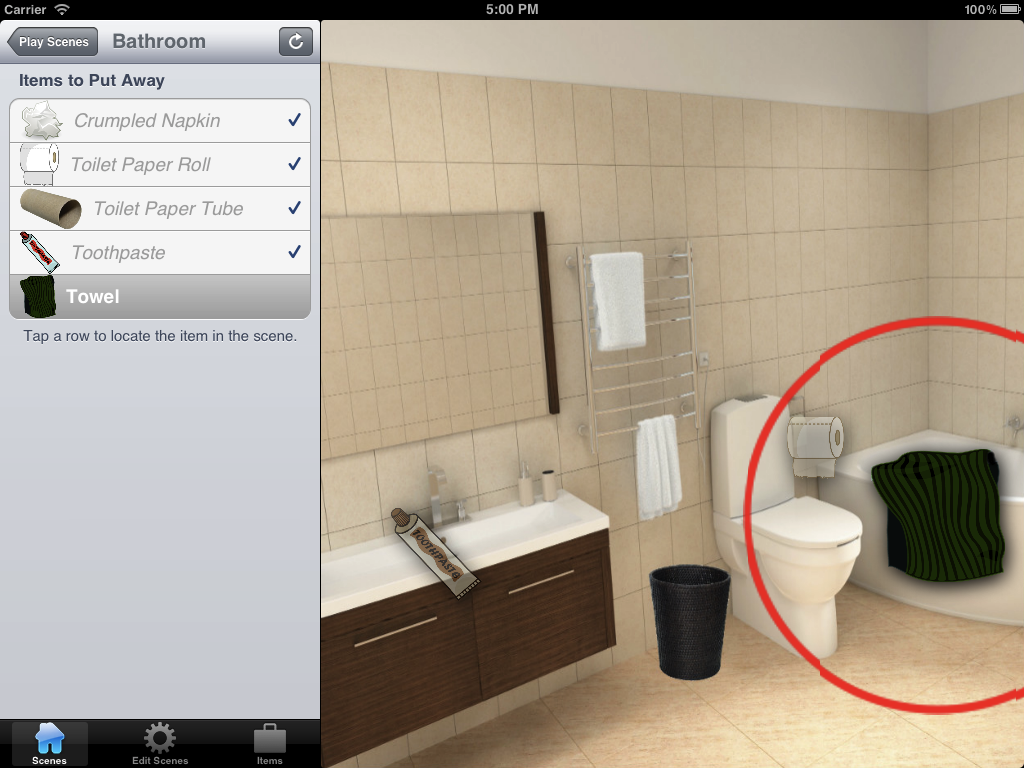 Carrier 5:00 PM 100%
Play Scenes Bathroom
Items to Put Away
Crumpled Napkin
Toilet Paper Roll
Toilet Paper Tube
Toothpaste
Towel
Tap a row to locate the item in the scene.
TOOTHPASTE
Scenes Edit Scenes Items